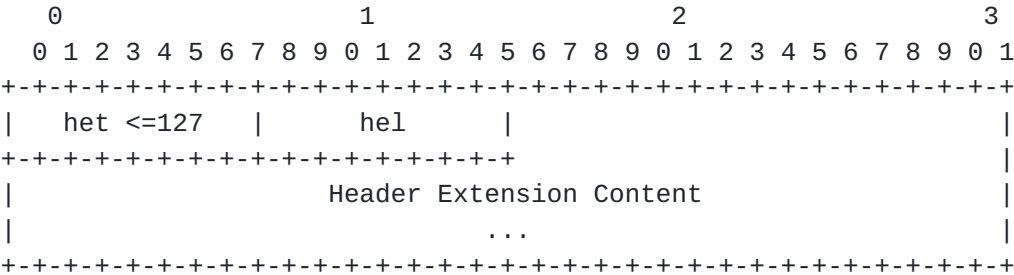 0                   1                   2                   3
  0 1 2 3 4 5 6 7 8 9 0 1 2 3 4 5 6 7 8 9 0 1 2 3 4 5 6 7 8 9 0 1
+-+-+-+-+-+-+-+-+-+-+-+-+-+-+-+-+-+-+-+-+-+-+-+-+-+-+-+-+-+-+-+-+
|   het <=127   |      hel      |                               |
+-+-+-+-+-+-+-+-+-+-+-+-+-+-+-+-+                               |
|                    Header Extension Content                   |
|                              ...                              |
+-+-+-+-+-+-+-+-+-+-+-+-+-+-+-+-+-+-+-+-+-+-+-+-+-+-+-+-+-+-+-+-+